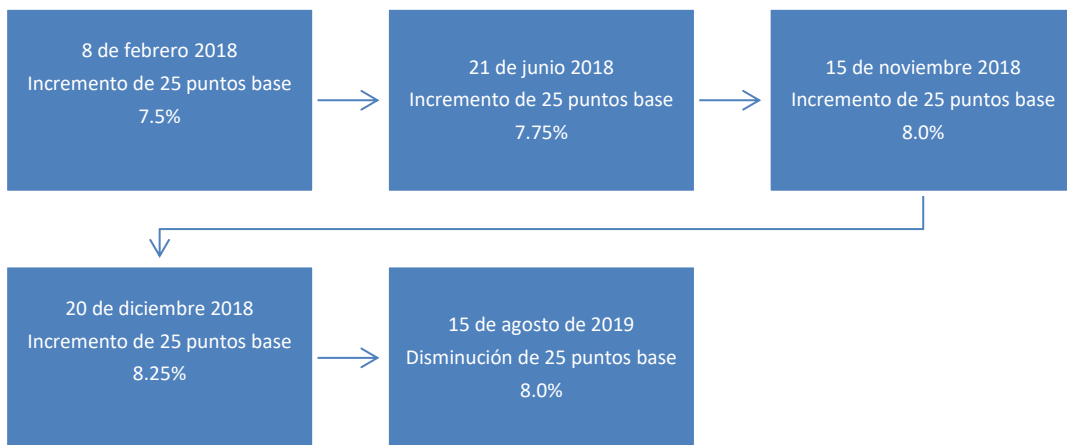 8 de febrero 2018
Incremento de 25 puntos base
7.5%
21 de junio 2018
Incremento de 25 puntos base
7.75%
15 de noviembre 2018
Incremento de 25 puntos base
8.0%
20 de diciembre 2018
Incremento de 25 puntos base
8.25%
15 de agosto de 2019
Disminución de 25 puntos base
8.0%